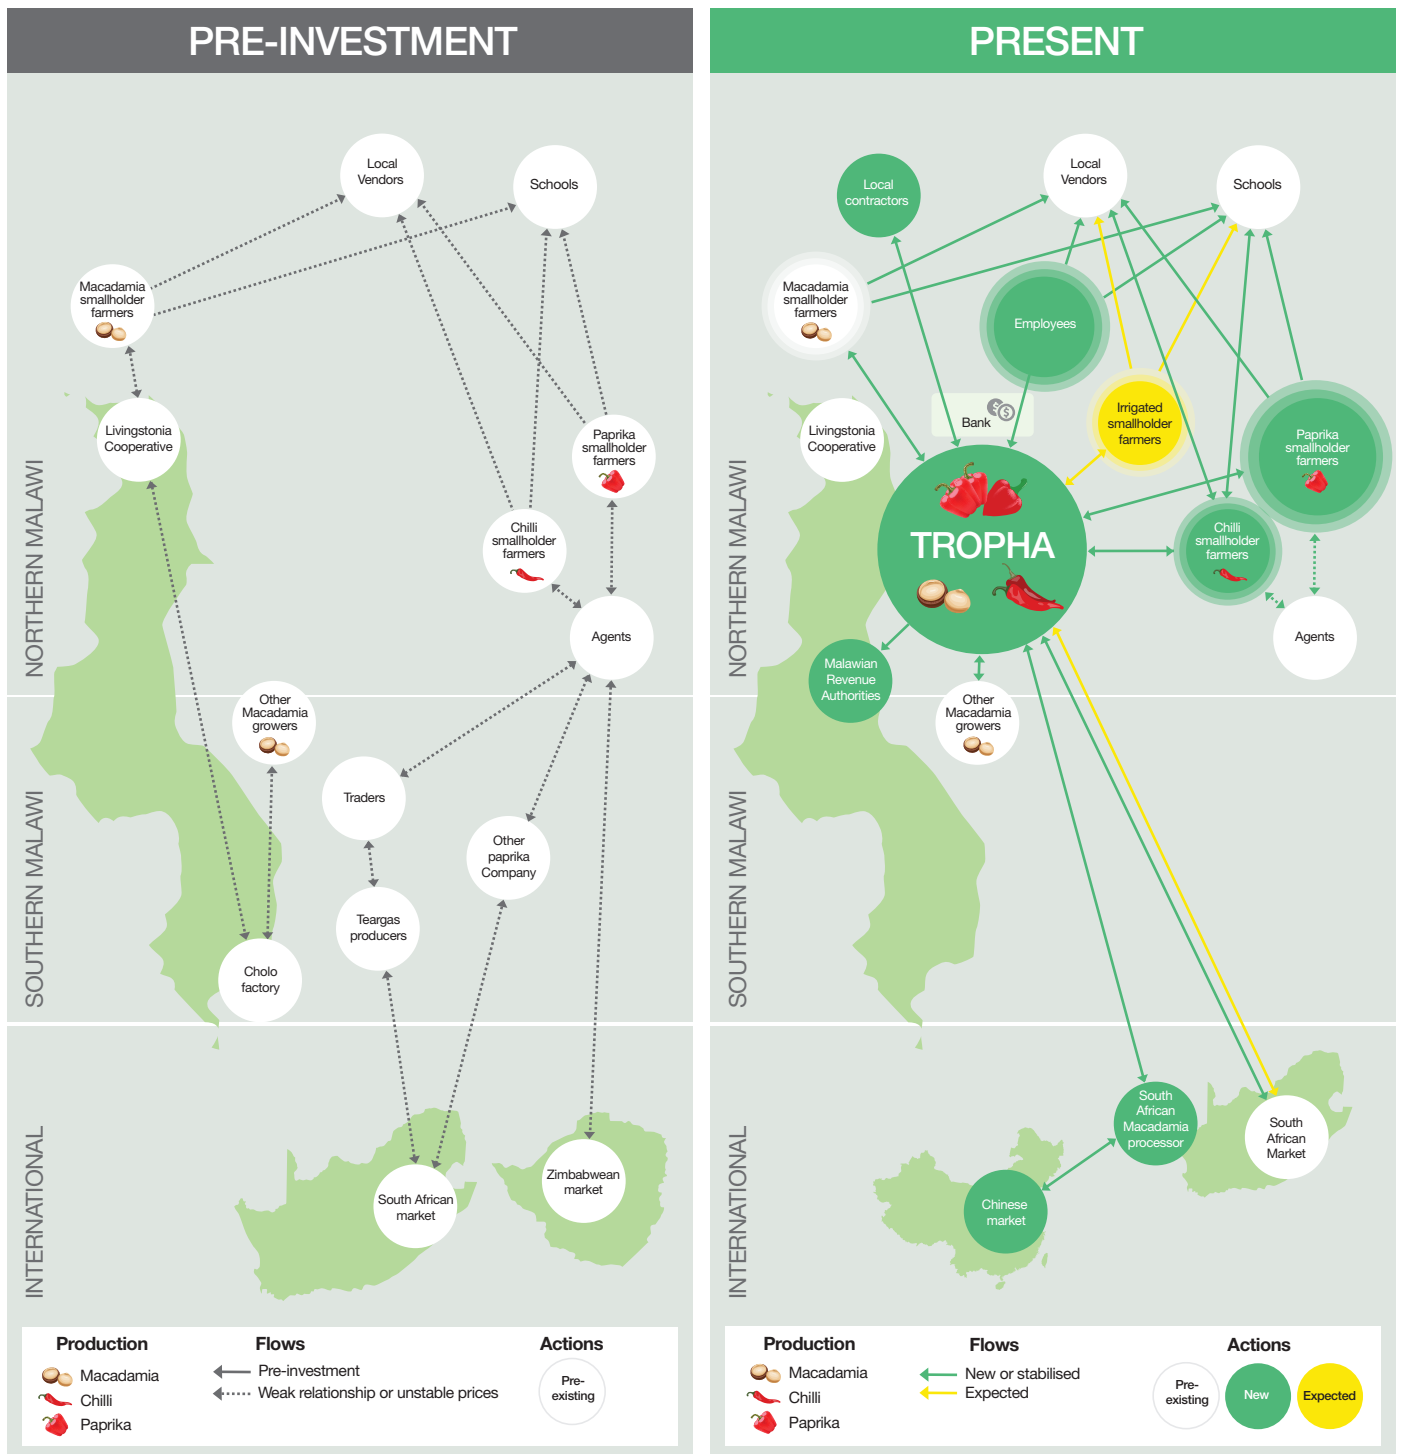 PRE-INVESTMENT
Local
Vendors
Schools
Macadamia
smallholder
farmers
Livingstonia
Cooperative
Paprika
smallholder
farmers
Chilli
smallholder
farmers
Agents
NORTHERN MALAWI
Other
Macadamia
growers
Traders
Other
paprika
Company
Teargas
producers
Cholo
factory
SOUTHERN MALAWI
Zimbabwean
market
South African
market
INTERNATIONAL
Production
Macadamia
Chilli
Paprika
Flows
Pre-investment
Weak relationship or unstable prices
Actions
Pre-
existing
PRESENT
Local
contractors
Local
Vendors
Schools
Macadamia
smallholder
farmers
Employees
$
$
Bank
Irrigated
smallholder
farmers
Livingstonia
Cooperative
Paprika
smallholder
farmers
TROPHA
Chilli
smallholder
farmers
Agents
Malawian
Revenue
Authorities
NORTHERN MALAWI
Other
Macadamia
growers
SOUTHERN MALAWI
South
African
Macadamia
processor
South
African
Market
Chinese
market
INTERNATIONAL
Production
Macadamia
Chilli
Paprika
Flows
New or stabilised
Expected
Actions
Pre-
existing
New
Expected